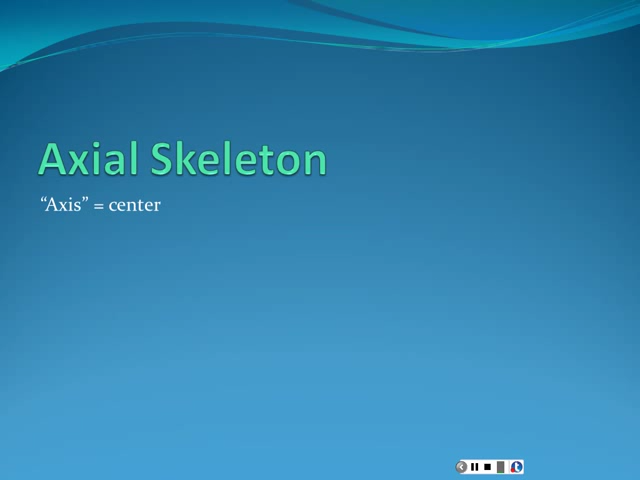 Axial Skeleton
“Axis” = center